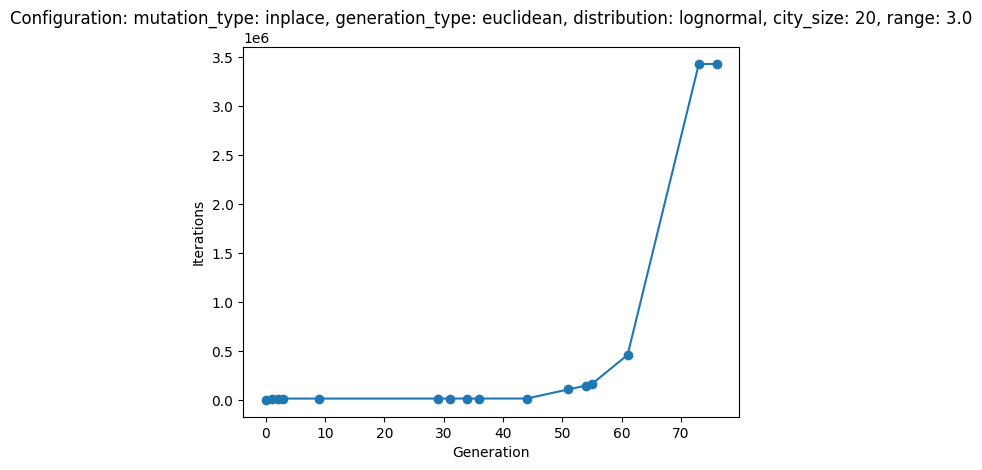 Configuration: mutation_type: inplace, generation_type: euclidean, distribution: lognormal, city_size: 20, range: 3.0
1e6
3.5
3.0
2.5
2.0
1.5
1.0
0.5
0.0
Iterations
0 10 20 30 40 50 60 70
Generation